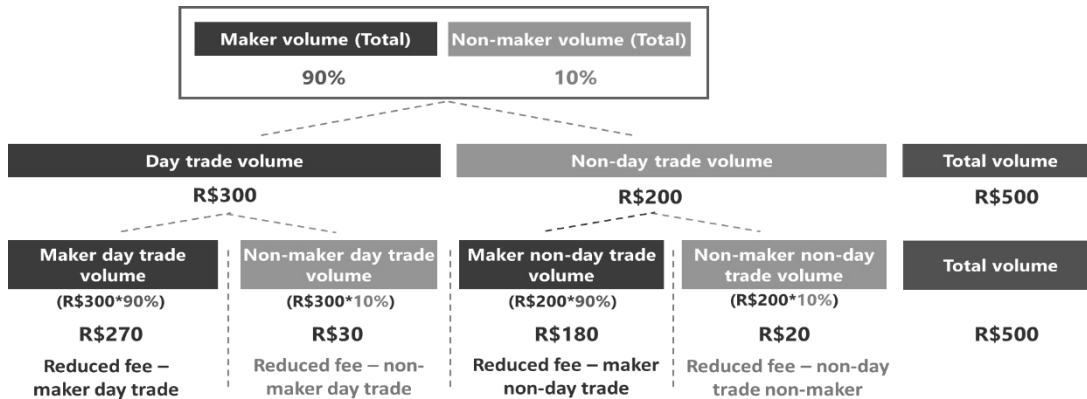 Maker volume (Total)
Non-maker volume (Total)
90%
10%
Day trade volume
Non-day trade volume
Total volume
R$300
R$200
R$500
Maker day trade
volume
Non-maker day trade
volume
Maker non-day trade
volume
Non-maker non-day
trade volume
Total volume
(R$300*90%)
(R$300*10%)
(R$200*90%)
(R$200*10%)
R$270
R$30
R$180
R$20
R$500
Reduced fee –
maker day trade
Reduced fee – non-
maker day trade
Reduced fee – maker
non-day trade
Reduced fee – non-day
trade non-maker